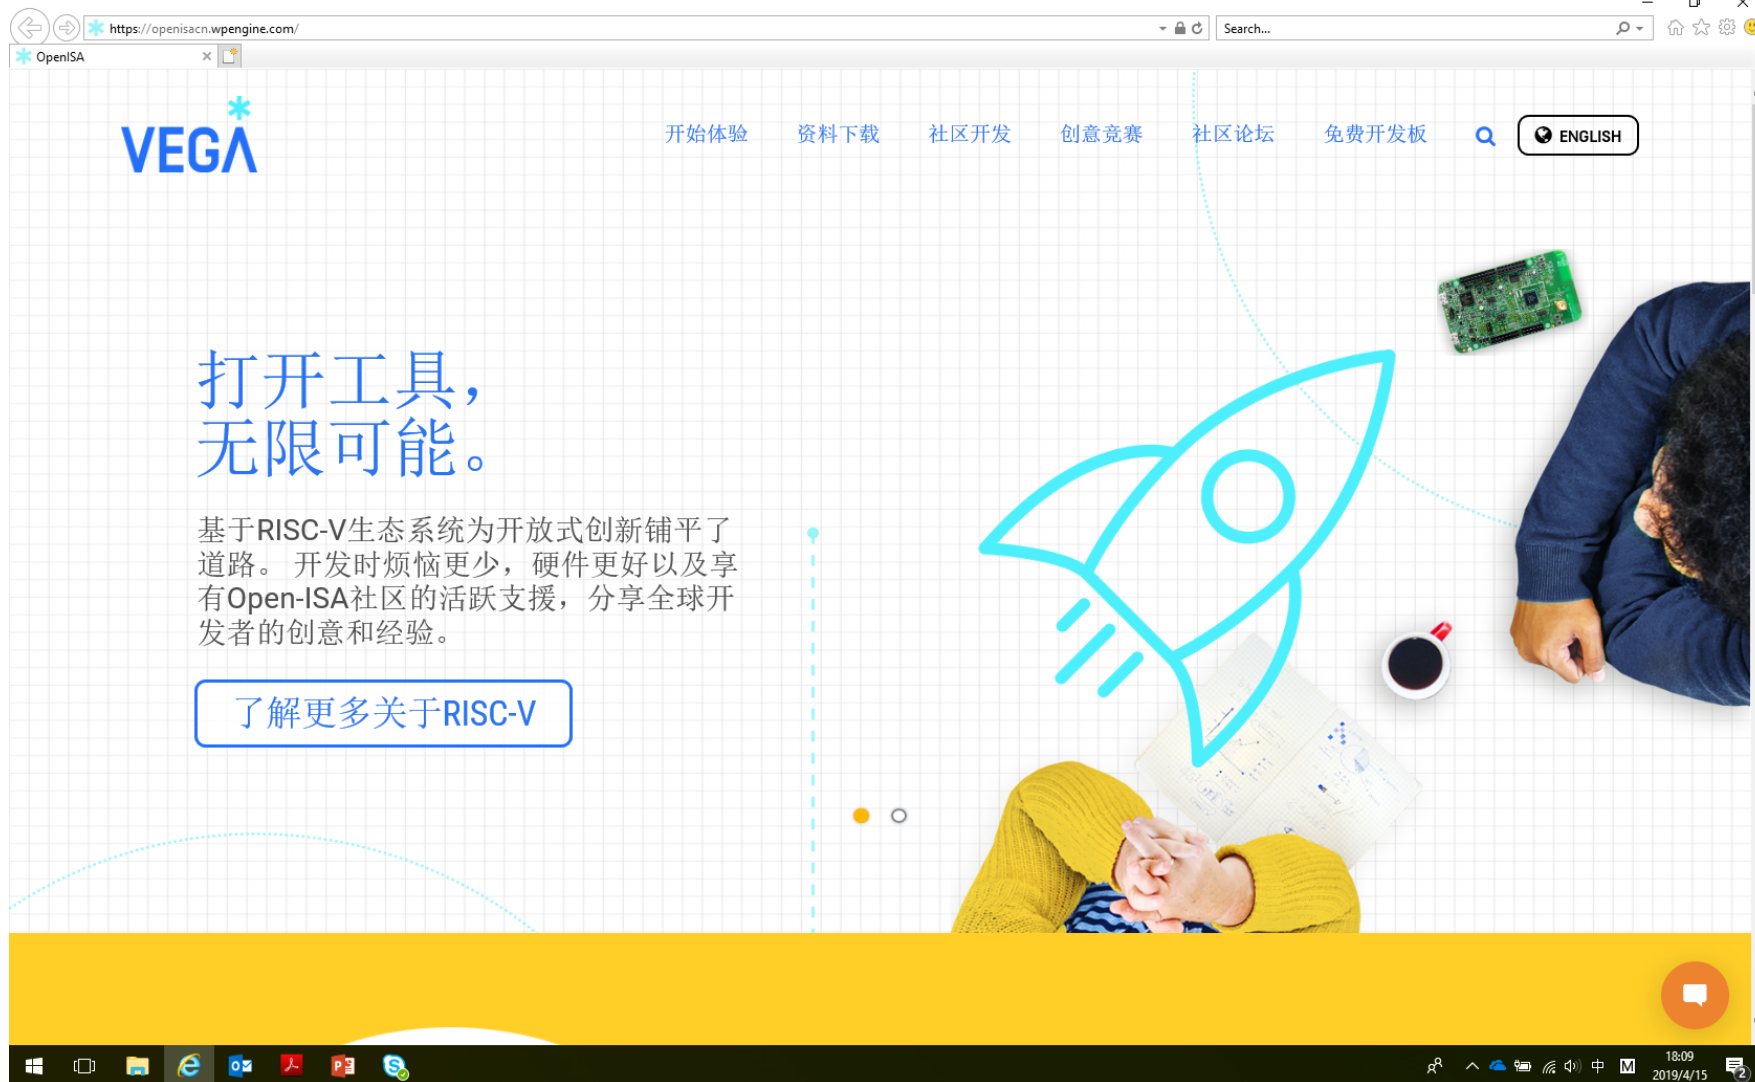 https://openisacn.wpengine.com/
Search...
OpenISA
VEGA
开始体验 资料下载 社区开发 创意竞赛 社区论坛 免费开发板 ENGLISH
打开工具，
无限可能。
基于RISC-V生态系统为开放式创新铺平了
道路。 开发时烦恼更少，硬件更好以及享
有Open-ISA社区的活跃支援，分享全球开
发者的创意和经验。
了解更多关于RISC-V
中 M
18:09
2019/4/15
2